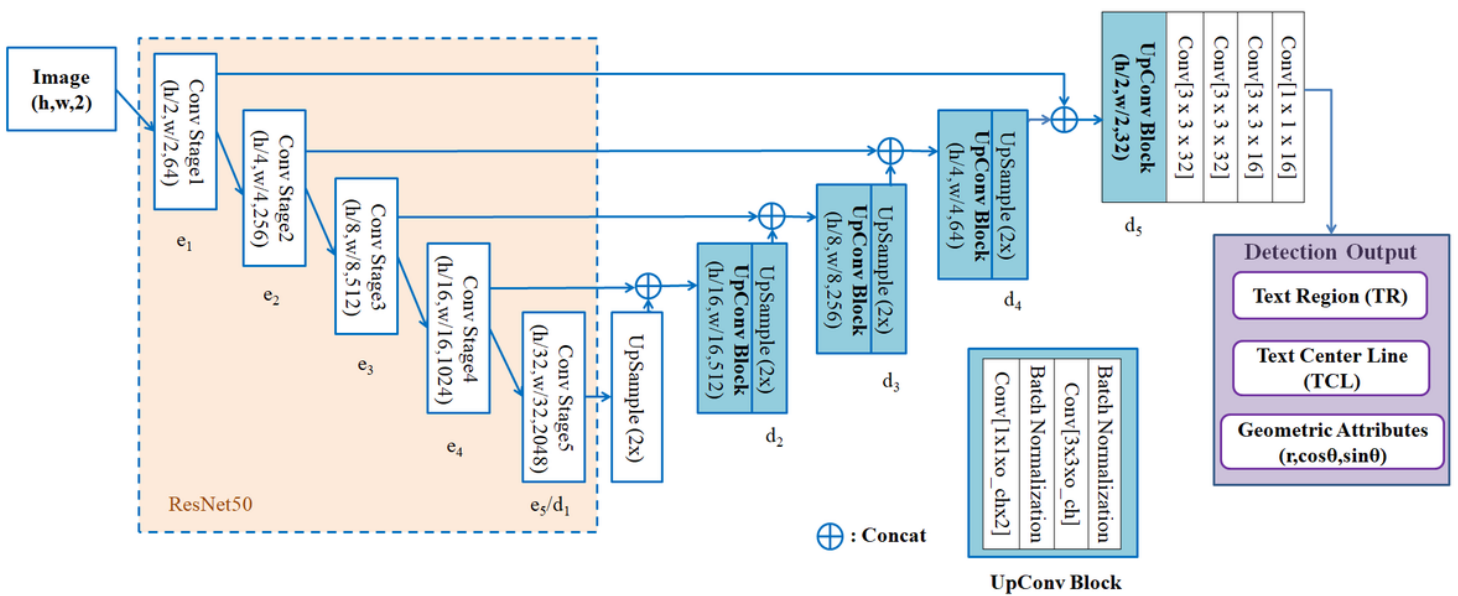 Image
(h,w,2)
Conv Stage1
(h/2,w/2,64)
e1
Conv Stage2
(h/4,w/4,256)
e2
Conv Stage3
(h/8,w/8,512)
e3
Conv Stage4
(h/16,w/16,1024)
e4
Conv Stage5
(h/32,w/32,2048)
e5/d1
ResNet50
UpSample (2x)
UpSample (2x)
UpConv Block
(h/16,w/16,512)
d2
UpSample (2x)
UpConv Block
(h/8,w/8,256)
d3
UpSample (2x)
UpConv Block
(h/4,w/4,64)
d4
UpConv Block
(h/2,w/2,32)
Conv[3 x 3 x 32]
Conv[3 x 3 x 32]
Conv[3 x 3 x 16]
Conv[1 x 1 x 16]
d5
Detection Output
Text Region (TR)
Text Center Line
(TCL)
Geometric Attributes
(r,cosθ,sinθ)
: Concat
Conv[1x1xo_chx2]
Batch Normalization
Conv[3x3xo_ch]
Batch Normalization
UpConv Block